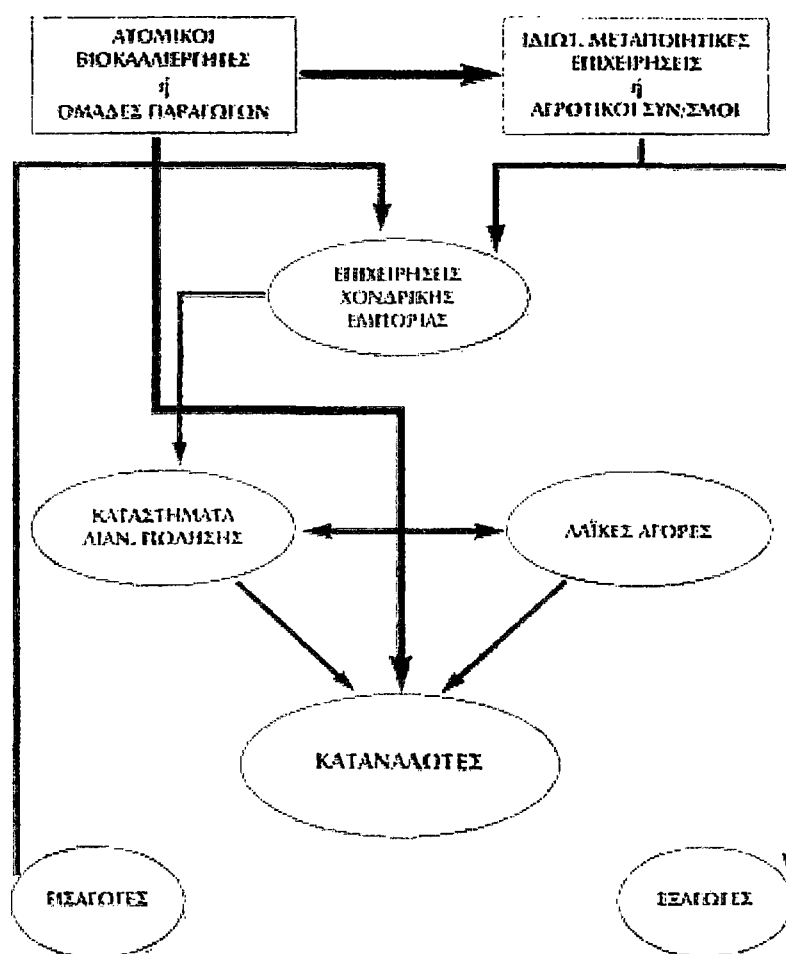 ΑΤΟΜΙΚΟΙ
ΒΙΟΚΑΛΛΙΕΡΓΗΤΕΣ
ή
ΟΜΑΔΕΣ ΠΑΡΑΓΩΓΩΝ
ΙΔΙΩΤ. ΜΕΤΑΠΟΙΗΤΙΚΕΣ
ΕΠΙΧΕΙΡΗΣΕΙΣ
ή
ΑΓΡΟΤΙΚΟΙ ΣΥΝ/ΣΜΟΙ
ΕΠΙΧΕΙΡΗΣΕΙΣ
ΧΟΝΔΡΙΚΗΣ
ΕΜΠΟΡΙΑΣ
ΚΑΤΑΣΤΗΜΑΤΑ
ΛΙΑΝ. ΠΩΛΗΣΗΣ
ΛΑΪΚΕΣ ΑΓΟΡΕΣ
ΚΑΤΑΝΑΛΩΤΕΣ
ΕΙΣΑΓΩΓΕΣ
ΕΞΑΓΩΓΕΣ